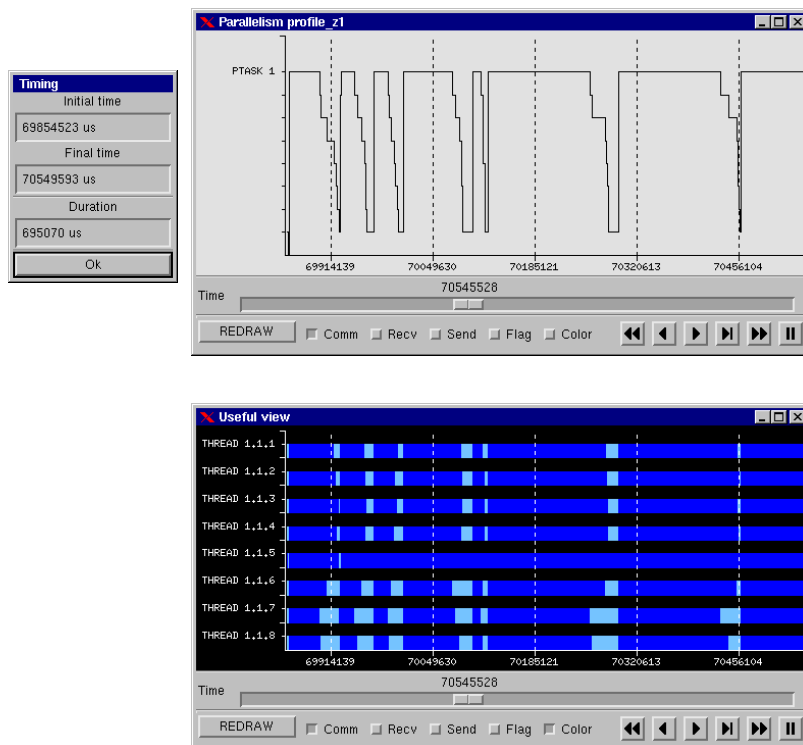 Parallelism profile_z1
PTASK 1
69914139 70049630 70185121 70320613 70456104
Time 70545528
REDRAW Comm Recv Send Flag Color
Timing
Initial time
69854523 us
Final time
70549593 us
Duration
695070 us
Ok
Useful view
THREAD 1.1.1
THREAD 1.1.2
THREAD 1.1.3
THREAD 1.1.4
THREAD 1.1.5
THREAD 1.1.6
THREAD 1.1.7
THREAD 1.1.8
69914139 70049630 70185121 70320613 70456104
Time 70545528
REDRAW Comm Recv Send Flag Color